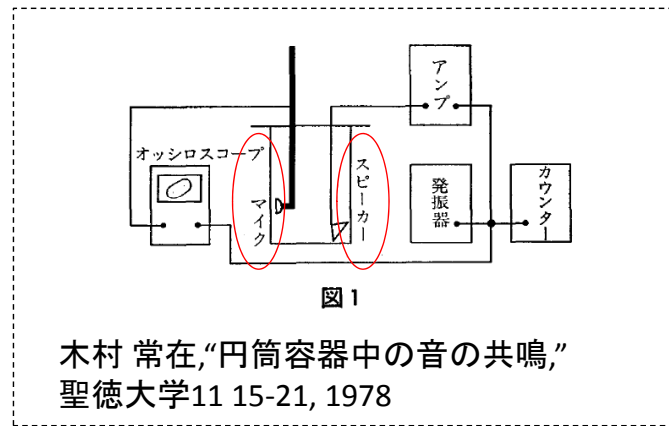 アンプ
オッシロスコープ
マイク
スピーカー
発振器
カウンター
図1
木村 常在,“円筒容器中の音の共鳴,”
聖徳大学11 15-21, 1978